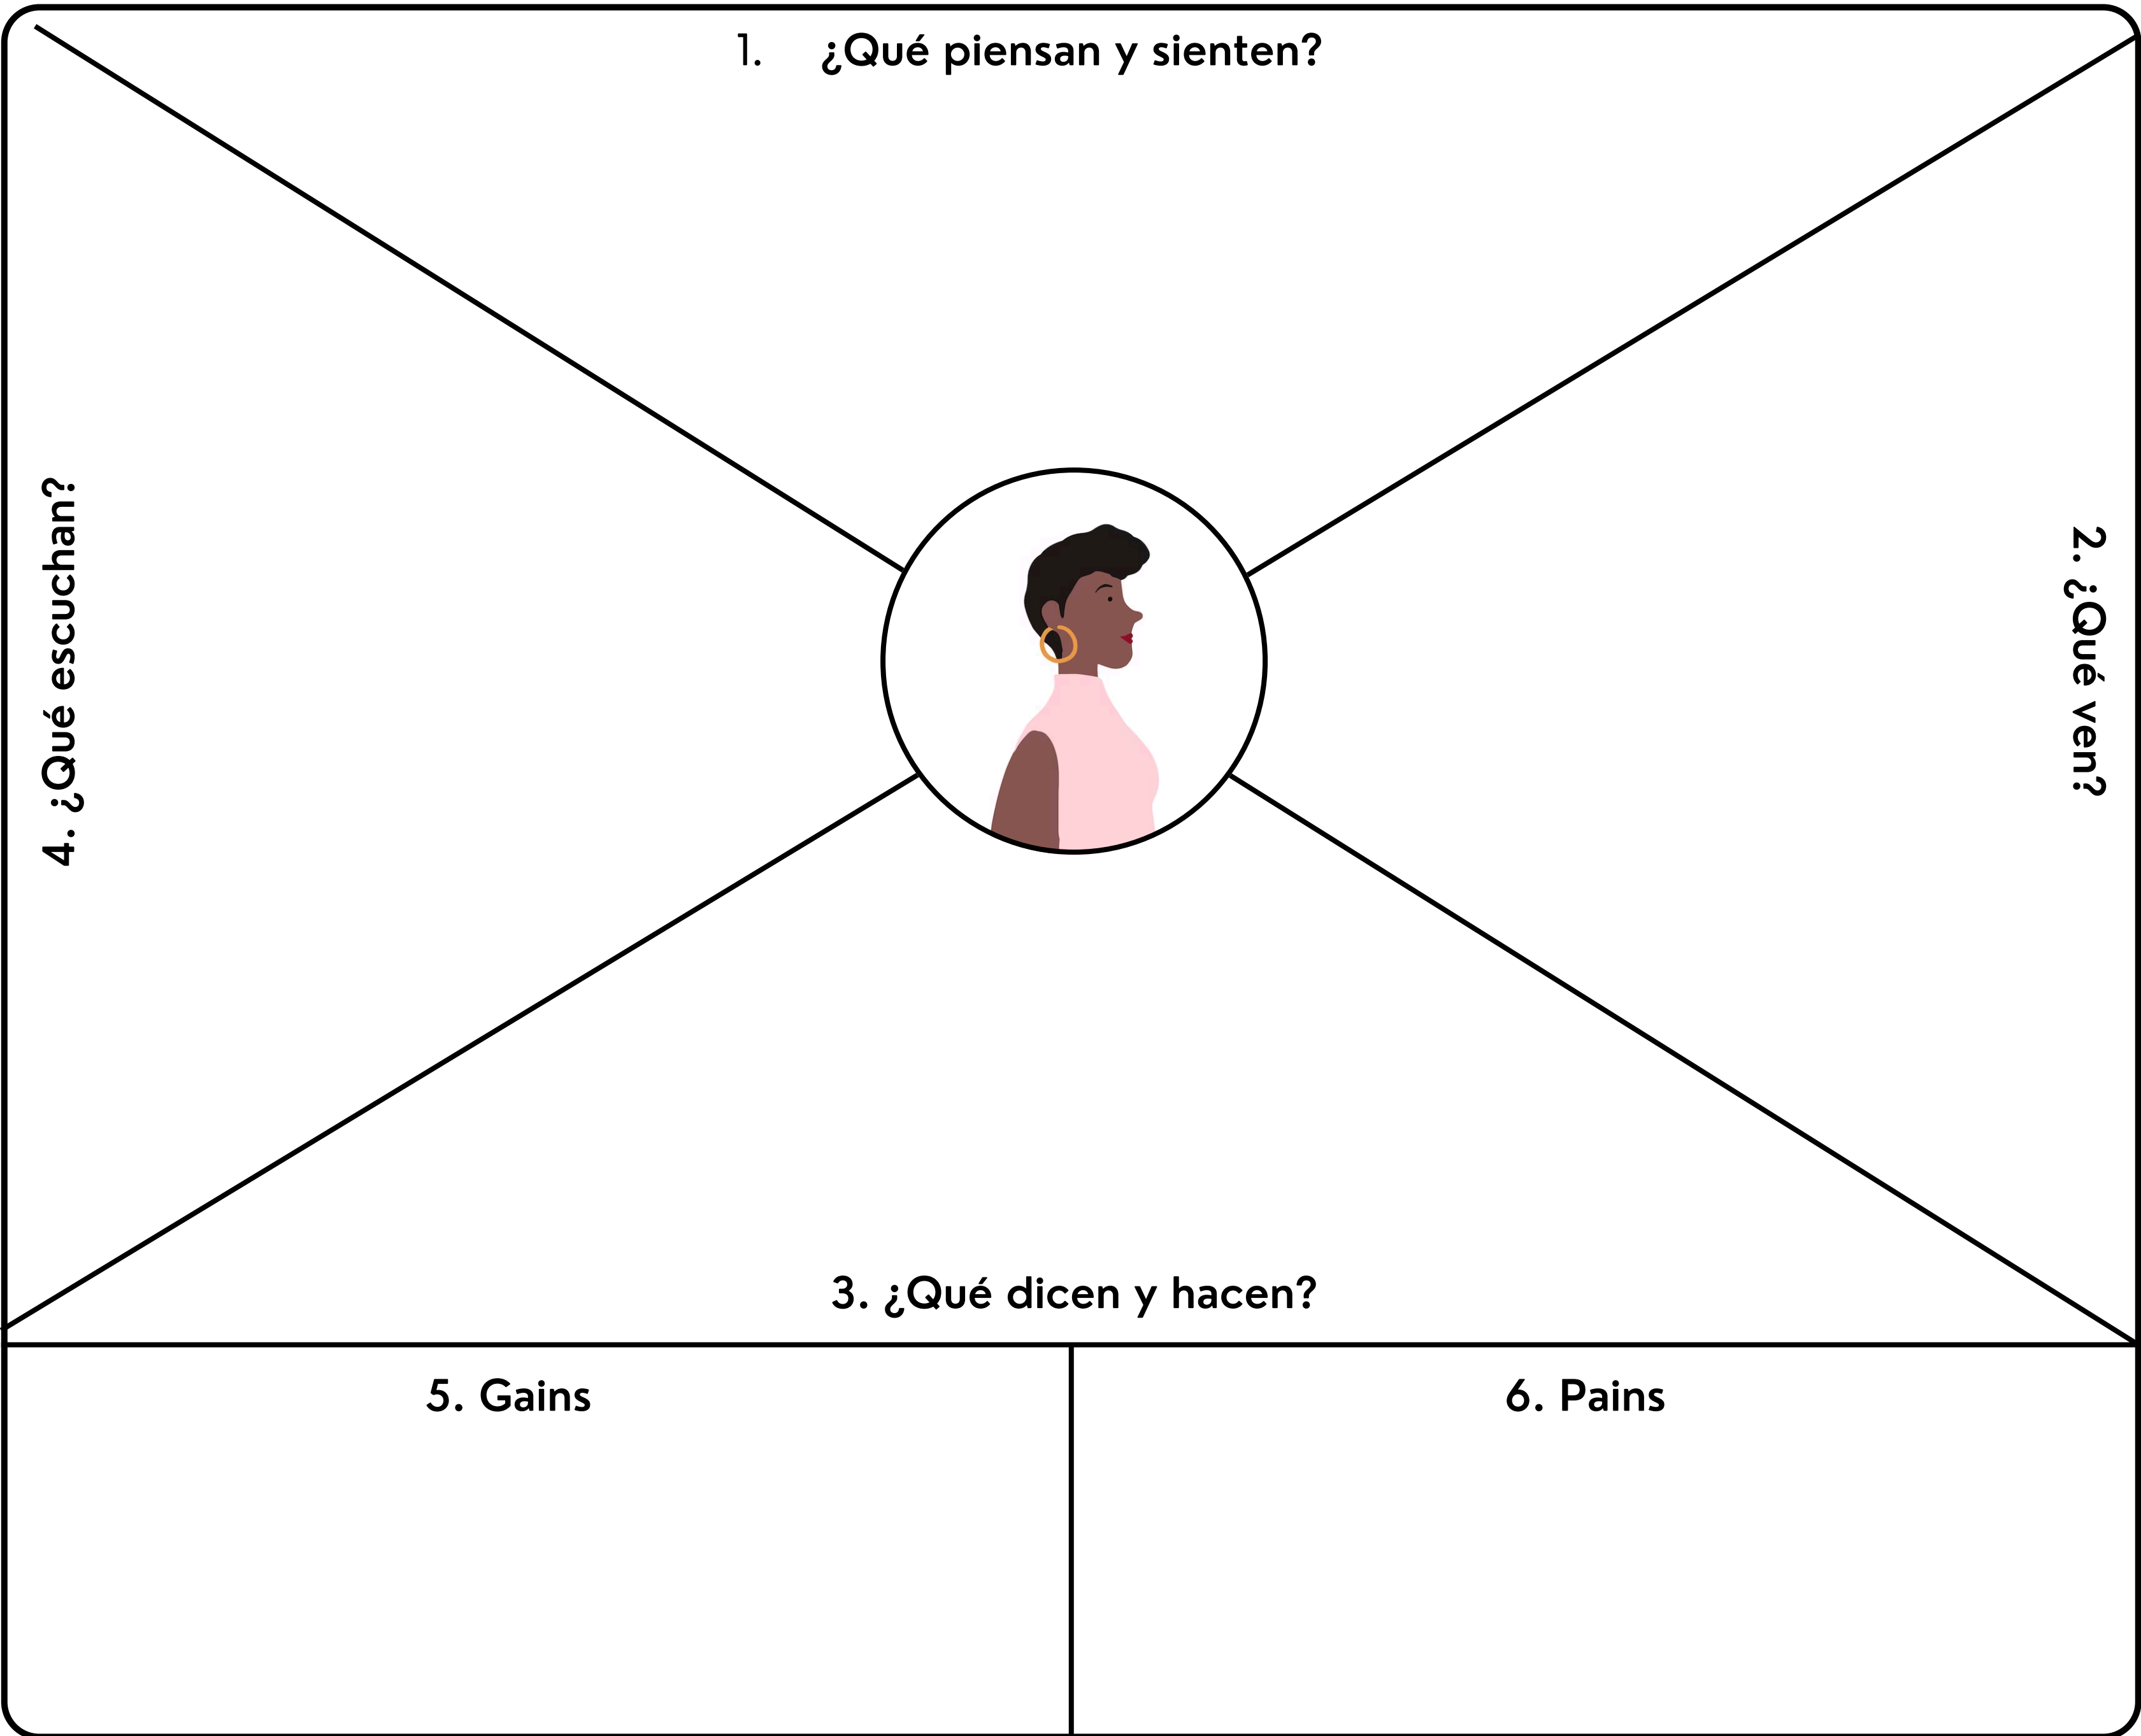 1. ¿Qué piensan y sienten?
4. ¿Qué escuchan?
2. ¿Qué ven?
3. ¿Qué dicen y hacen?
5. Gains
6. Pains